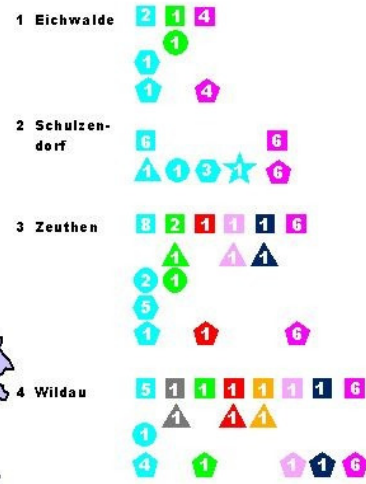 1 Eichwalde 2 1 4
1
1
1 4
2 Schulzen-
dorf 6 6
1 1 3 1 6
3 Zeuthen 8 2 1 1 1 6
1 1 1
2 1
5
1 1 6
4 Wildau 5 1 1 1 1 1 1 6
1 1 1
1
4 1 1 1 6